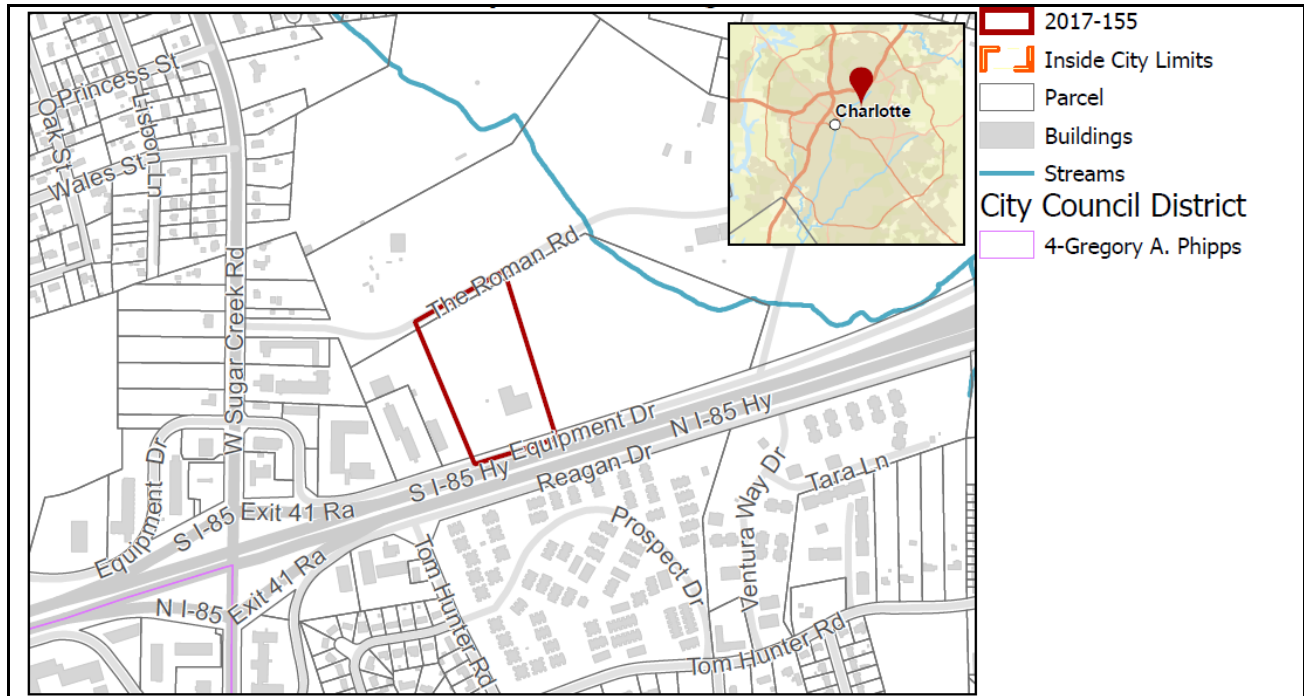 Princess St
Oak St
Lisbon Ln
Wales St
W Sugar Creek Rd
The Roman Rd
Charlotte
Equipment Dr
Equipment Dr
S I-85 Hy
N I-85 Hy
Reagan Dr
S I-85 Exit 41 Ra
N I-85 Exit 41 Ra
Tom Hunter Rd
Prospect Dr
Ventura Way Dr
Tara Ln
Tom Hunter Rd
2017-155
Inside City Limits
Parcel
Buildings
Streams
City Council District
4-Gregory A. Phipps